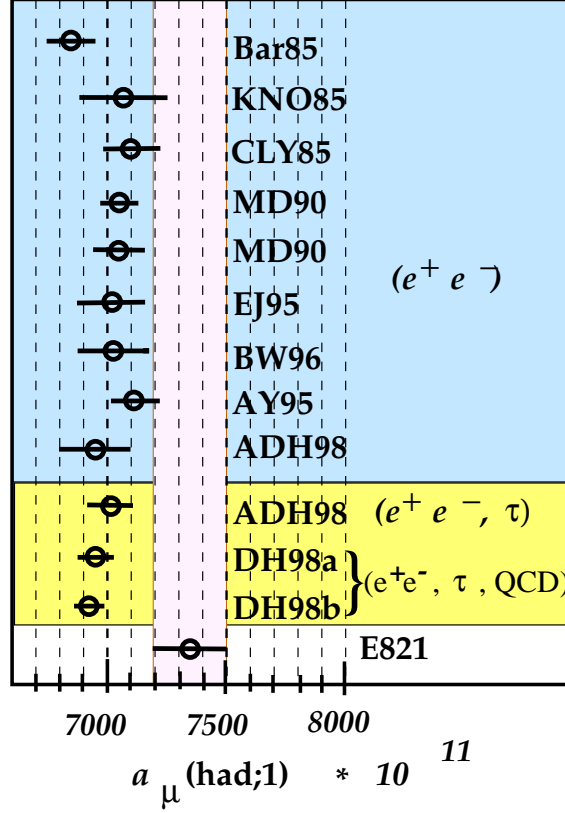 Bar85
KNO85
CLY85
MD90
MD90
(e+ e−)
EJ95
BW96
AY95
ADH98
ADH98 (e+ e−, τ)
DH98a
} (e+e-, τ , QCD)
DH98b
E821
7000 7500 8000
a μ (had;1) * 10 11